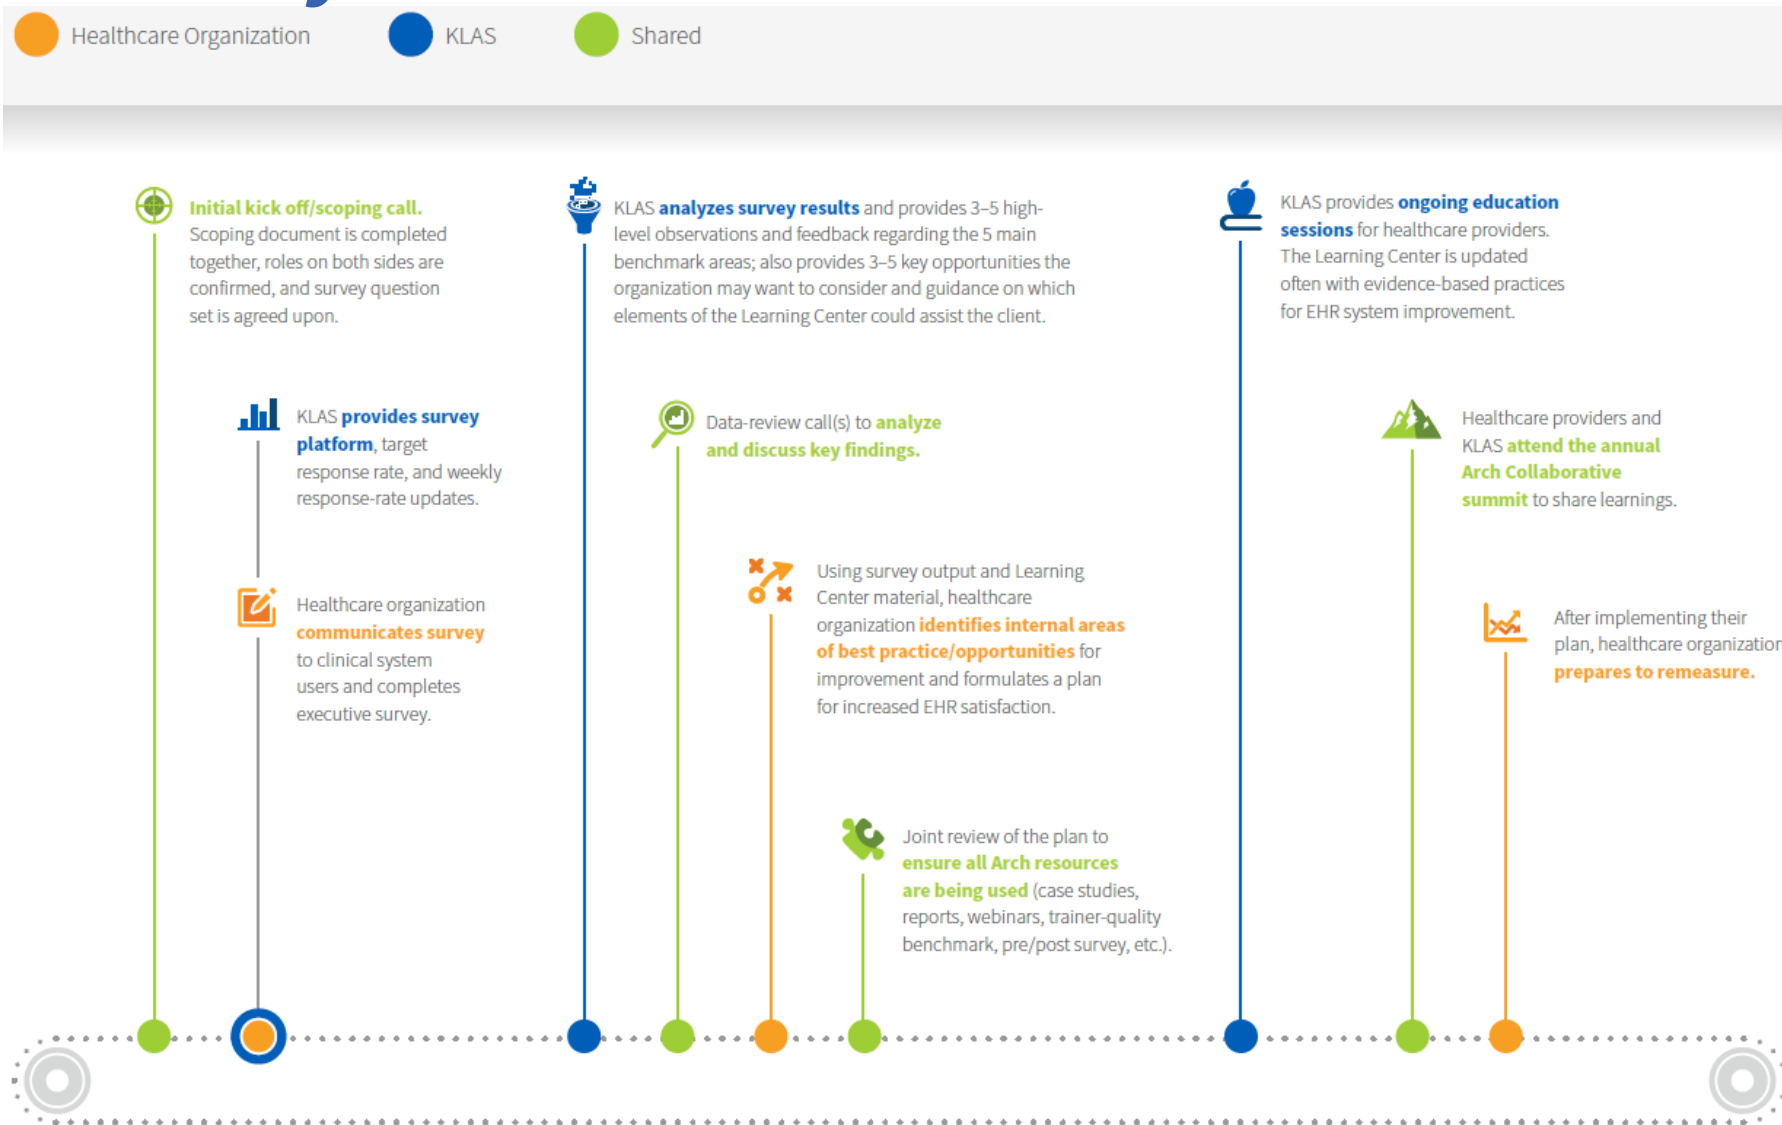 Healthcare Organization
KLAS
Shared
Initial kick off/scoping call.
Scoping document is completed
together, roles on both sides are
confirmed, and survey question
set is agreed upon.
KLAS provides survey
platform, target
response rate, and weekly
response-rate updates.
Healthcare organization
communicates survey
to clinical system
users and completes
executive survey.
KLAS analyzes survey results and provides 3–5 high-
level observations and feedback regarding the 5 main
benchmark areas; also provides 3–5 key opportunities the
organization may want to consider and guidance on which
elements of the Learning Center could assist the client.
Data-review call(s) to analyze
and discuss key findings.
Using survey output and Learning
Center material, healthcare
organization identifies internal areas
of best practice/opportunities for
improvement and formulates a plan
for increased EHR satisfaction.
Joint review of the plan to
ensure all Arch resources
are being used (case studies,
reports, webinars, trainer-quality
benchmark, pre/post survey, etc.).
KLAS provides ongoing education
sessions for healthcare providers.
The Learning Center is updated
often with evidence-based practices
for EHR system improvement.
Healthcare providers and
KLAS attend the annual
Arch Collaborative
summit to share learnings.
After implementing their
plan, healthcare organization
prepares to remeasure.